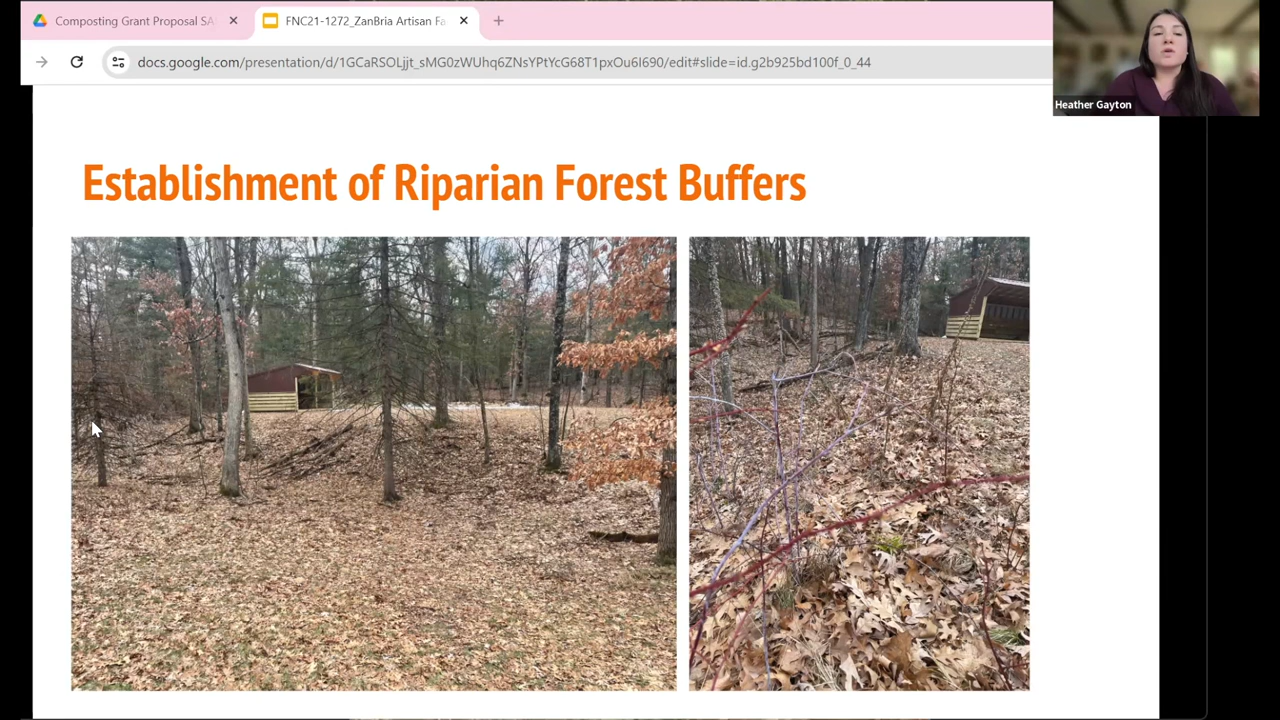 Composting Grant Proposal SA
FNC21-1272_ZanBria Artisan Fa
docs.google.com/presentation/d/1GCaRSOLjjt_sMG0zWUhq6ZNsYPtYcG68T1pxOu6I690/edit#slide=id.g2b925bd100f_0_44
Heather Gayton
Establishment of Riparian Forest Buffers